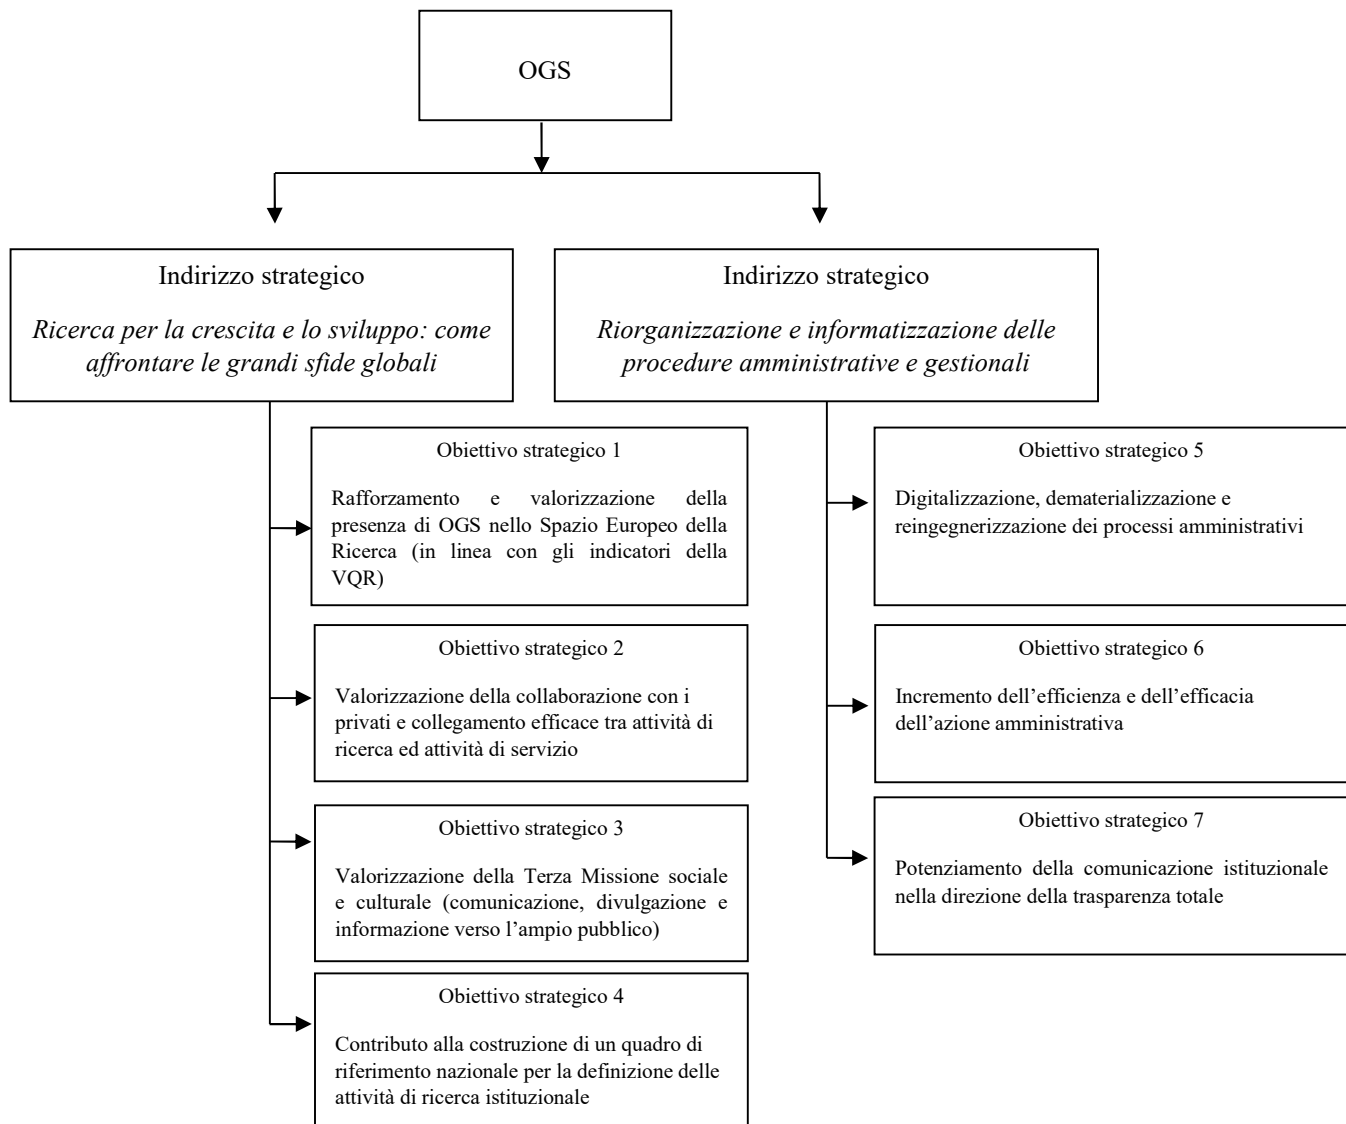 OGS
Indirizzo strategico
Ricerca per la crescita e lo sviluppo: come
affrontare le grandi sfide globali
Indirizzo strategico
Riorganizzazione e informatizzazione delle
procedure amministrative e gestionali
Obiettivo strategico 1
Rafforzamento e valorizzazione della
presenza di OGS nello Spazio Europeo della
Ricerca (in linea con gli indicatori della
VQR)
Obiettivo strategico 2
Valorizzazione della collaborazione con i
privati e collegamento efficace tra attività di
ricerca ed attività di servizio
Obiettivo strategico 3
Valorizzazione della Terza Missione sociale
e culturale (comunicazione, divulgazione e
informazione verso l’ampio pubblico)
Obiettivo strategico 4
Contributo alla costruzione di un quadro di
riferimento nazionale per la definizione delle
attività di ricerca istituzionale
Obiettivo strategico 5
Digitalizzazione, dematerializzazione e
reingegnerizzazione dei processi amministrativi
Obiettivo strategico 6
Incremento dell’efficienza e dell’efficacia
dell’azione amministrativa
Obiettivo strategico 7
Potenziamento della comunicazione istituzionale
nella direzione della trasparenza totale